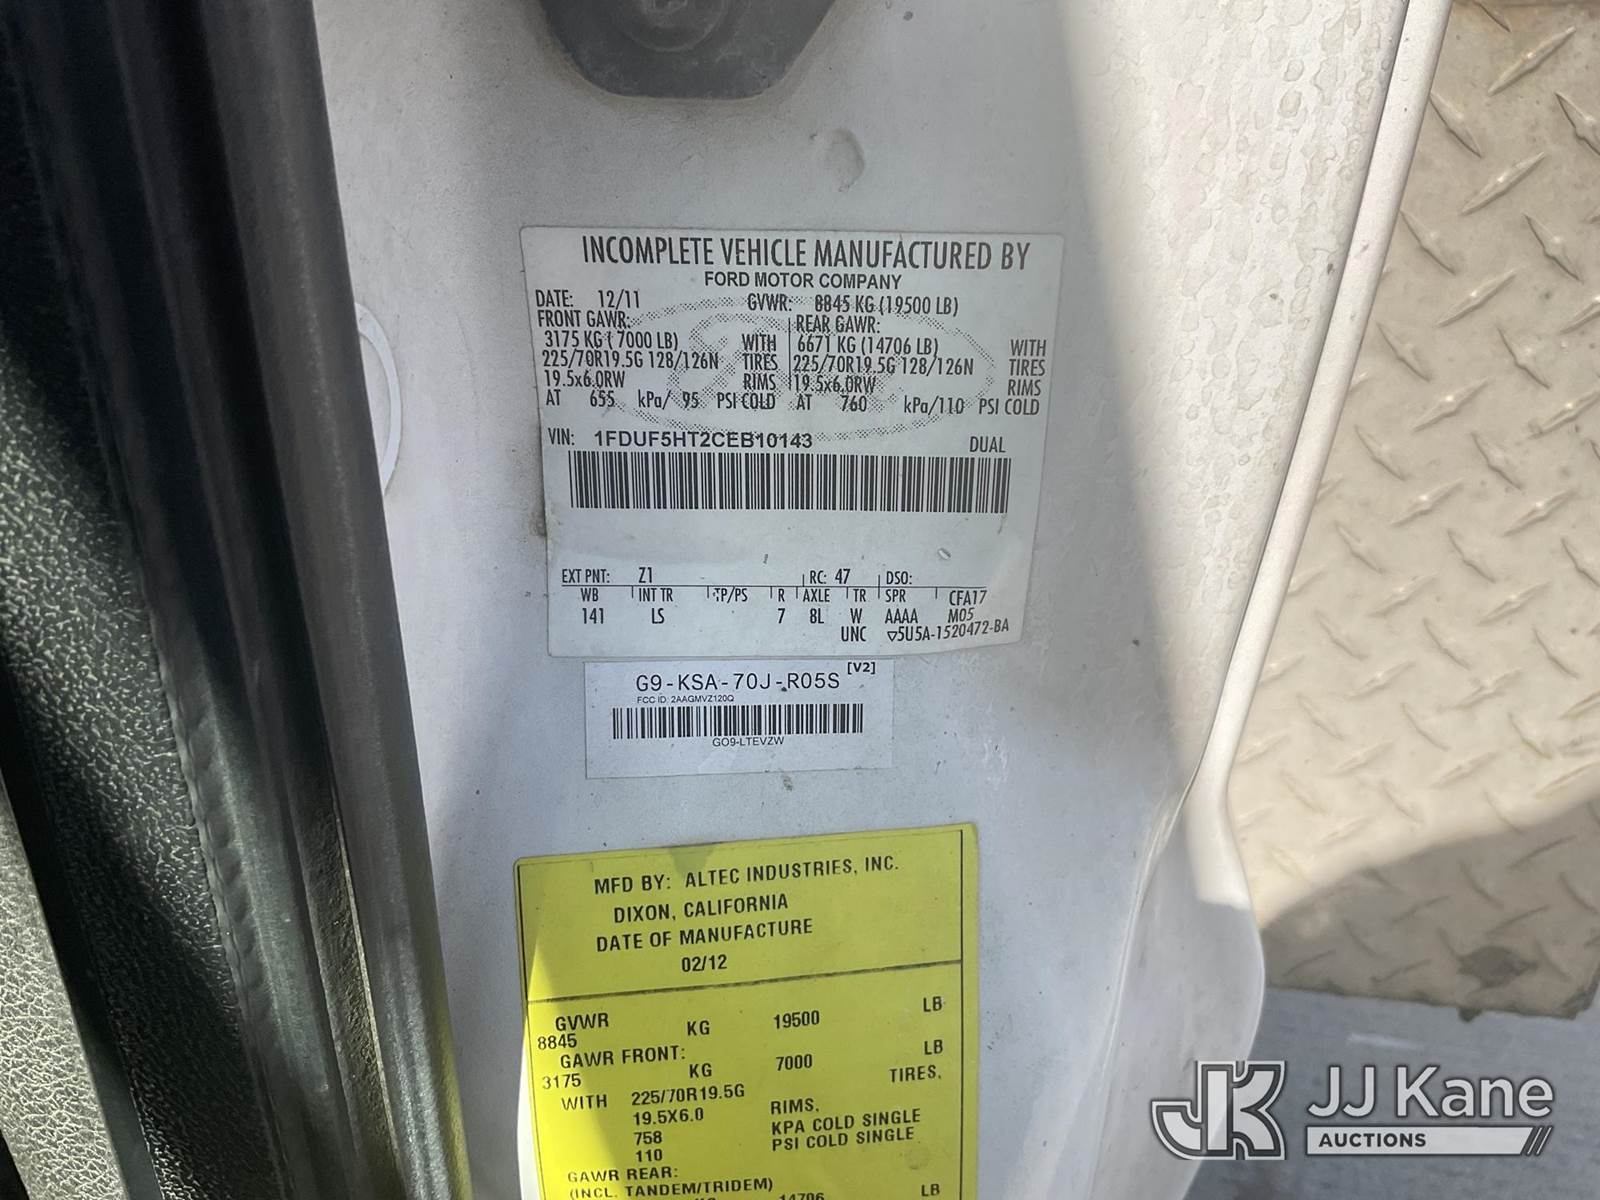 INCOMPLETE VEHICLE MANUFACTURED BY
FORD MOTOR COMPANY
DATE: 12/11 GVWR: 8845 KG (19500 LB)
FRONT GAWR: REAR GAWR:
3175 KG ( 7000 LB) WITH 6671 KG (14706 LB) WITH
225/70R19.5G 128/126N TIRES 225/70R19.5G 128/126N TIRES
19.5x6.0RW RIMS 19.5x6.0RW RIMS
AT 655 kPa/ 95 PSI COLD AT 760 kPa/110 PSI COLD
VIN: 1FDUF5HT2CEB10143 DUAL
EXT PNT: Z1 RC: 47 DSO:
WB INT TR TP/PS R AXLE TR SPR CFA17
141 LS 7 8L W AAAA M05
UNC ▽5U5A-1520472-BA
G9-KSA-70J-R05S [V2]
FCC ID: 2AAGMVZ120Q
GO9-LTEVZW
MFD BY: ALTEC INDUSTRIES, INC.
DIXON, CALIFORNIA
DATE OF MANUFACTURE
02/12
GVWR
8845 KG 19500 LB
GAWR FRONT:
3175 KG 7000 LB
WITH 225/70R19.5G TIRES,
19.5X6.0 RIMS,
758 KPA COLD SINGLE
110 PSI COLD SINGLE
GAWR REAR:
(INCL. TANDEM/TRIDEM)
KG 14706 LB
JK JJ Kane
AUCTIONS